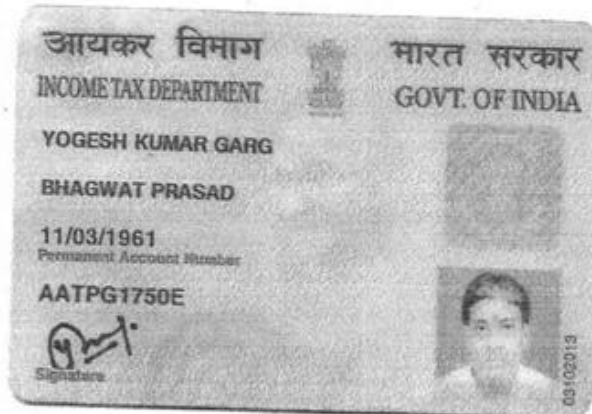 आयकर विभाग
INCOME TAX DEPARTMENT
भारत सरकार
GOVT. OF INDIA
YOGESH KUMAR GARG
BHAGWAT PRASAD
11/03/1961
Permanent Account Number
AATPG1750E
Signature
03102013